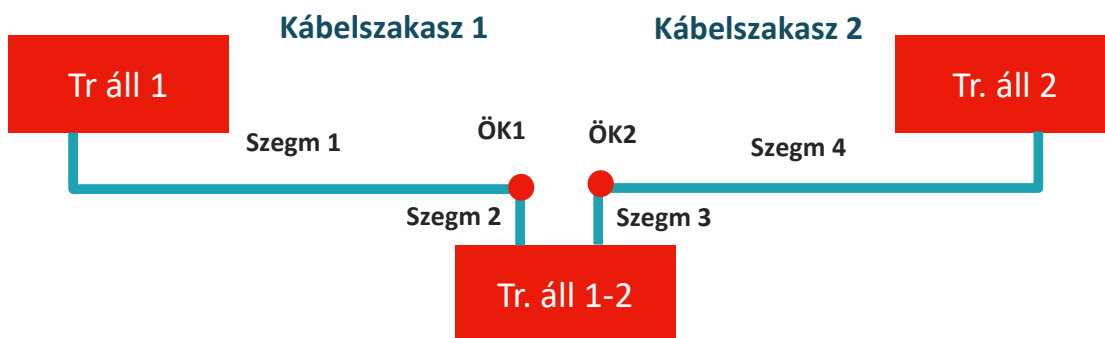 Kábelszakasz 1
Kábelszakasz 2
Tr áll 1
Tr. áll 2
Szegm 1
ÖK1
ÖK2
Szegm 4
Szegm 2
Szegm 3
Tr. áll 1-2